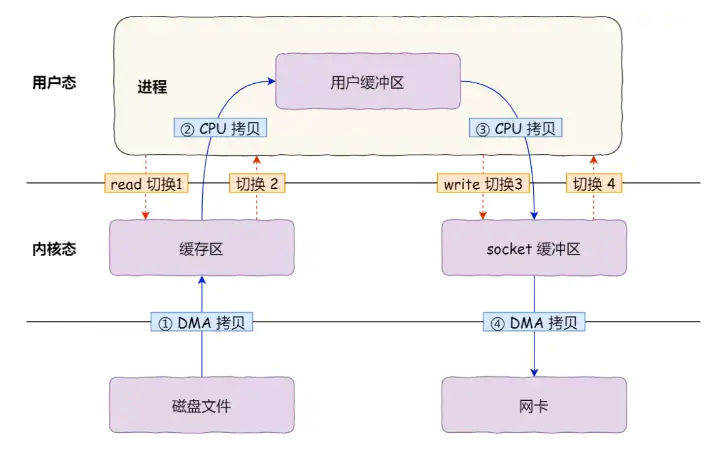 用户态
进程
用户缓冲区
② CPU 拷贝
③ CPU 拷贝
read 切换1
切换 2
write 切换3
切换 4
内核态
缓存区
socket 缓冲区
① DMA 拷贝
④ DMA 拷贝
磁盘文件
网卡